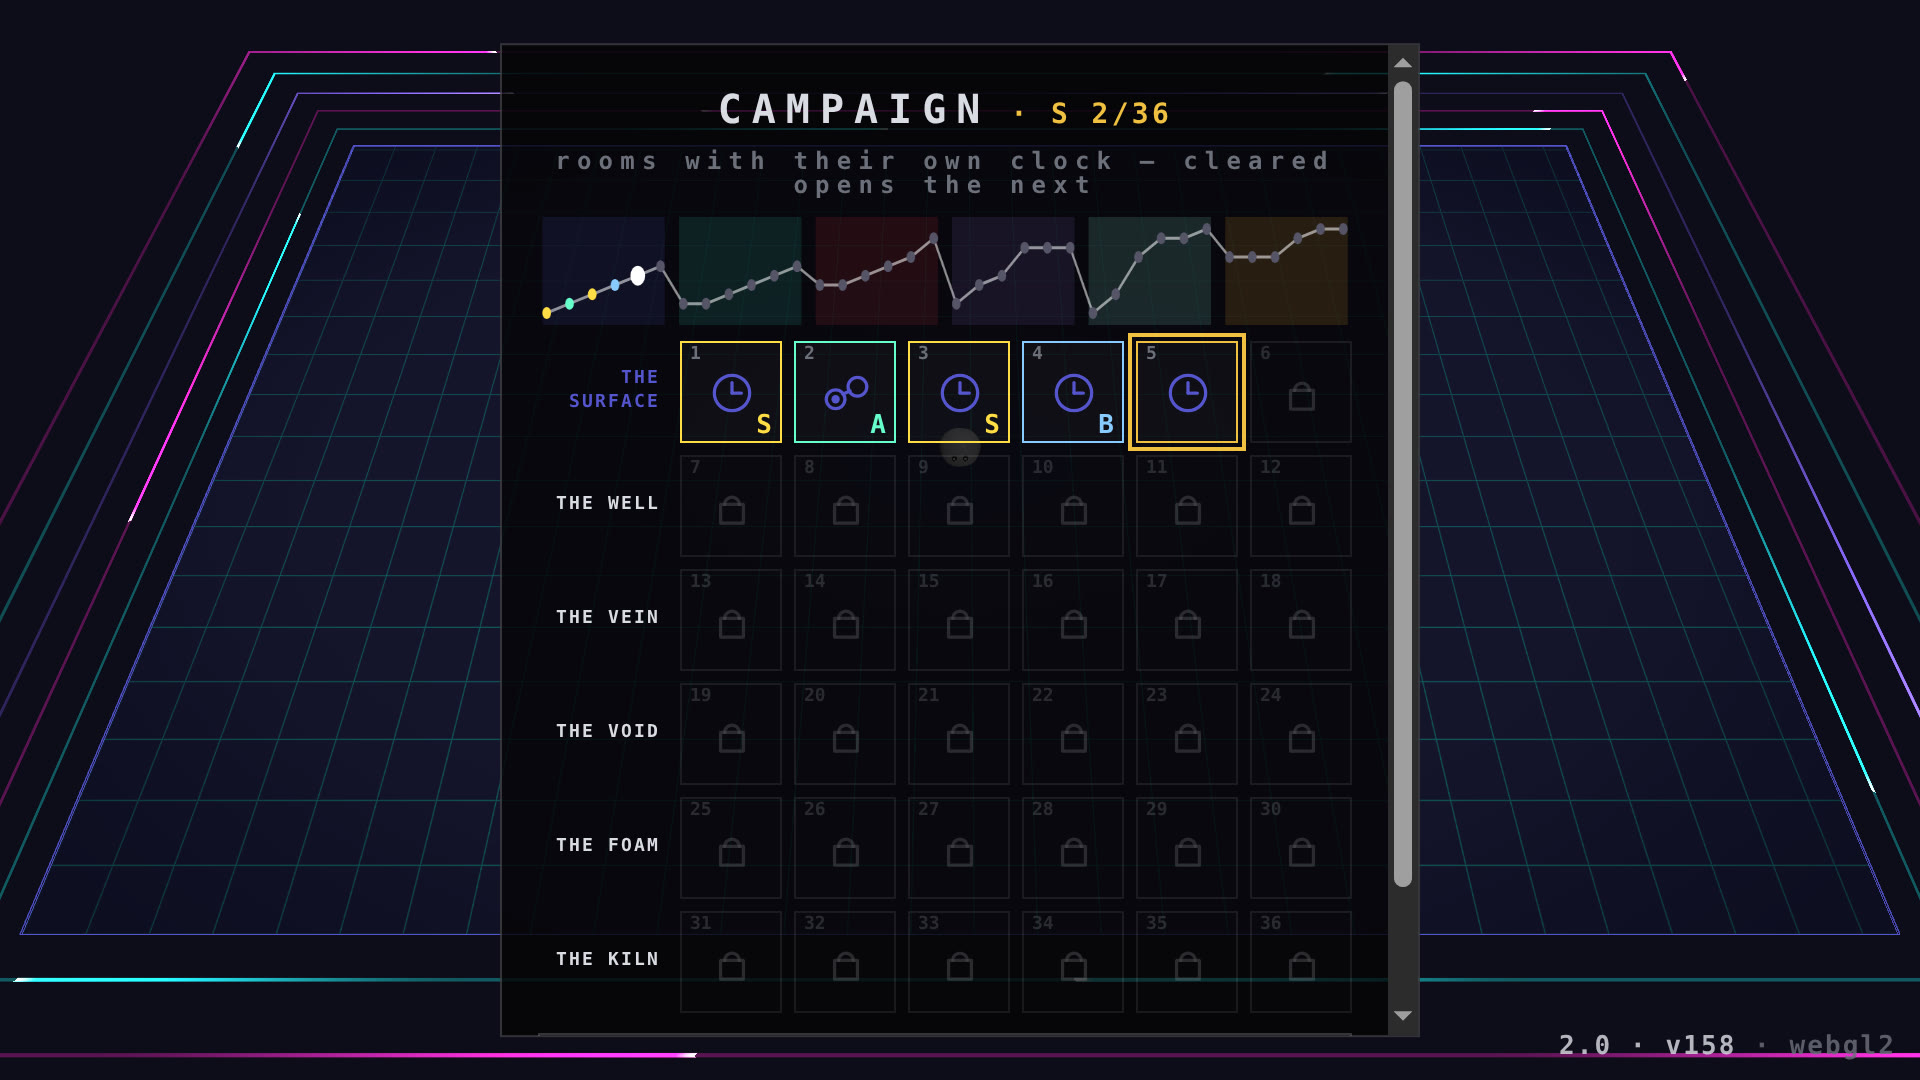 CAMPAIGN · S 2/36
rooms with their own clock — cleared
opens the next
THE
SURFACE
1 S
2 A
3 S
4 B
5
6
THE WELL
7 8 9 10 11 12
THE VEIN
13 14 15 16 17 18
THE VOID
19 20 21 22 23 24
THE FOAM
25 26 27 28 29 30
THE KILN
31 32 33 34 35 36
2.0 · v158 · webgl2